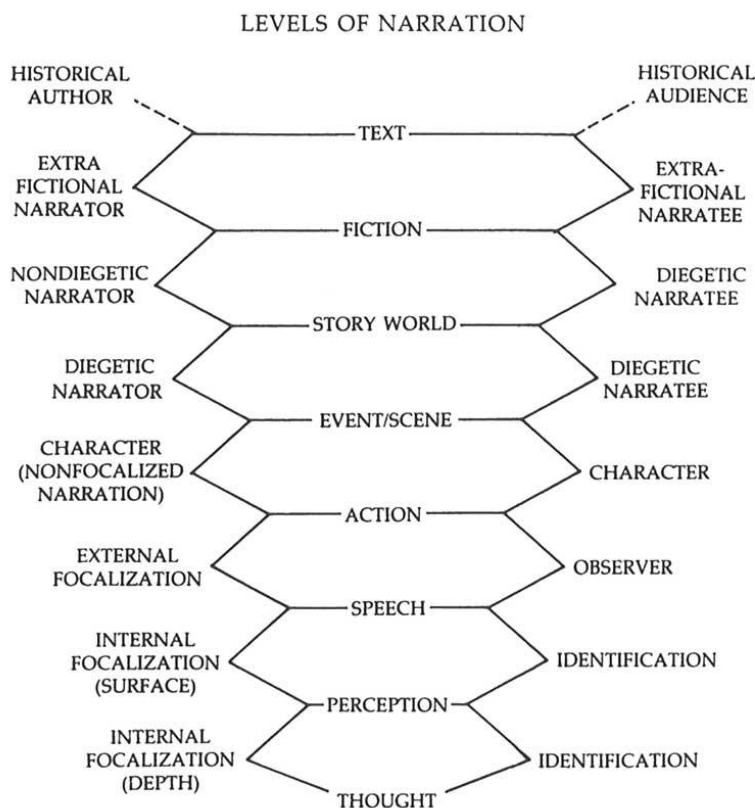 LEVELS OF NARRATION
HISTORICAL
AUTHOR
HISTORICAL
AUDIENCE
TEXT
EXTRA
FICTIONAL
NARRATOR
EXTRA-
FICTIONAL
NARRATEE
FICTION
NONDIEGETIC
NARRATOR
DIEGETIC
NARRATEE
STORY WORLD
DIEGETIC
NARRATOR
DIEGETIC
NARRATEE
EVENT/SCENE
CHARACTER
(NONFOCALIZED
NARRATION)
CHARACTER
ACTION
EXTERNAL
FOCALIZATION
OBSERVER
SPEECH
INTERNAL
FOCALIZATION
(SURFACE)
IDENTIFICATION
PERCEPTION
INTERNAL
FOCALIZATION
(DEPTH)
IDENTIFICATION
THOUGHT